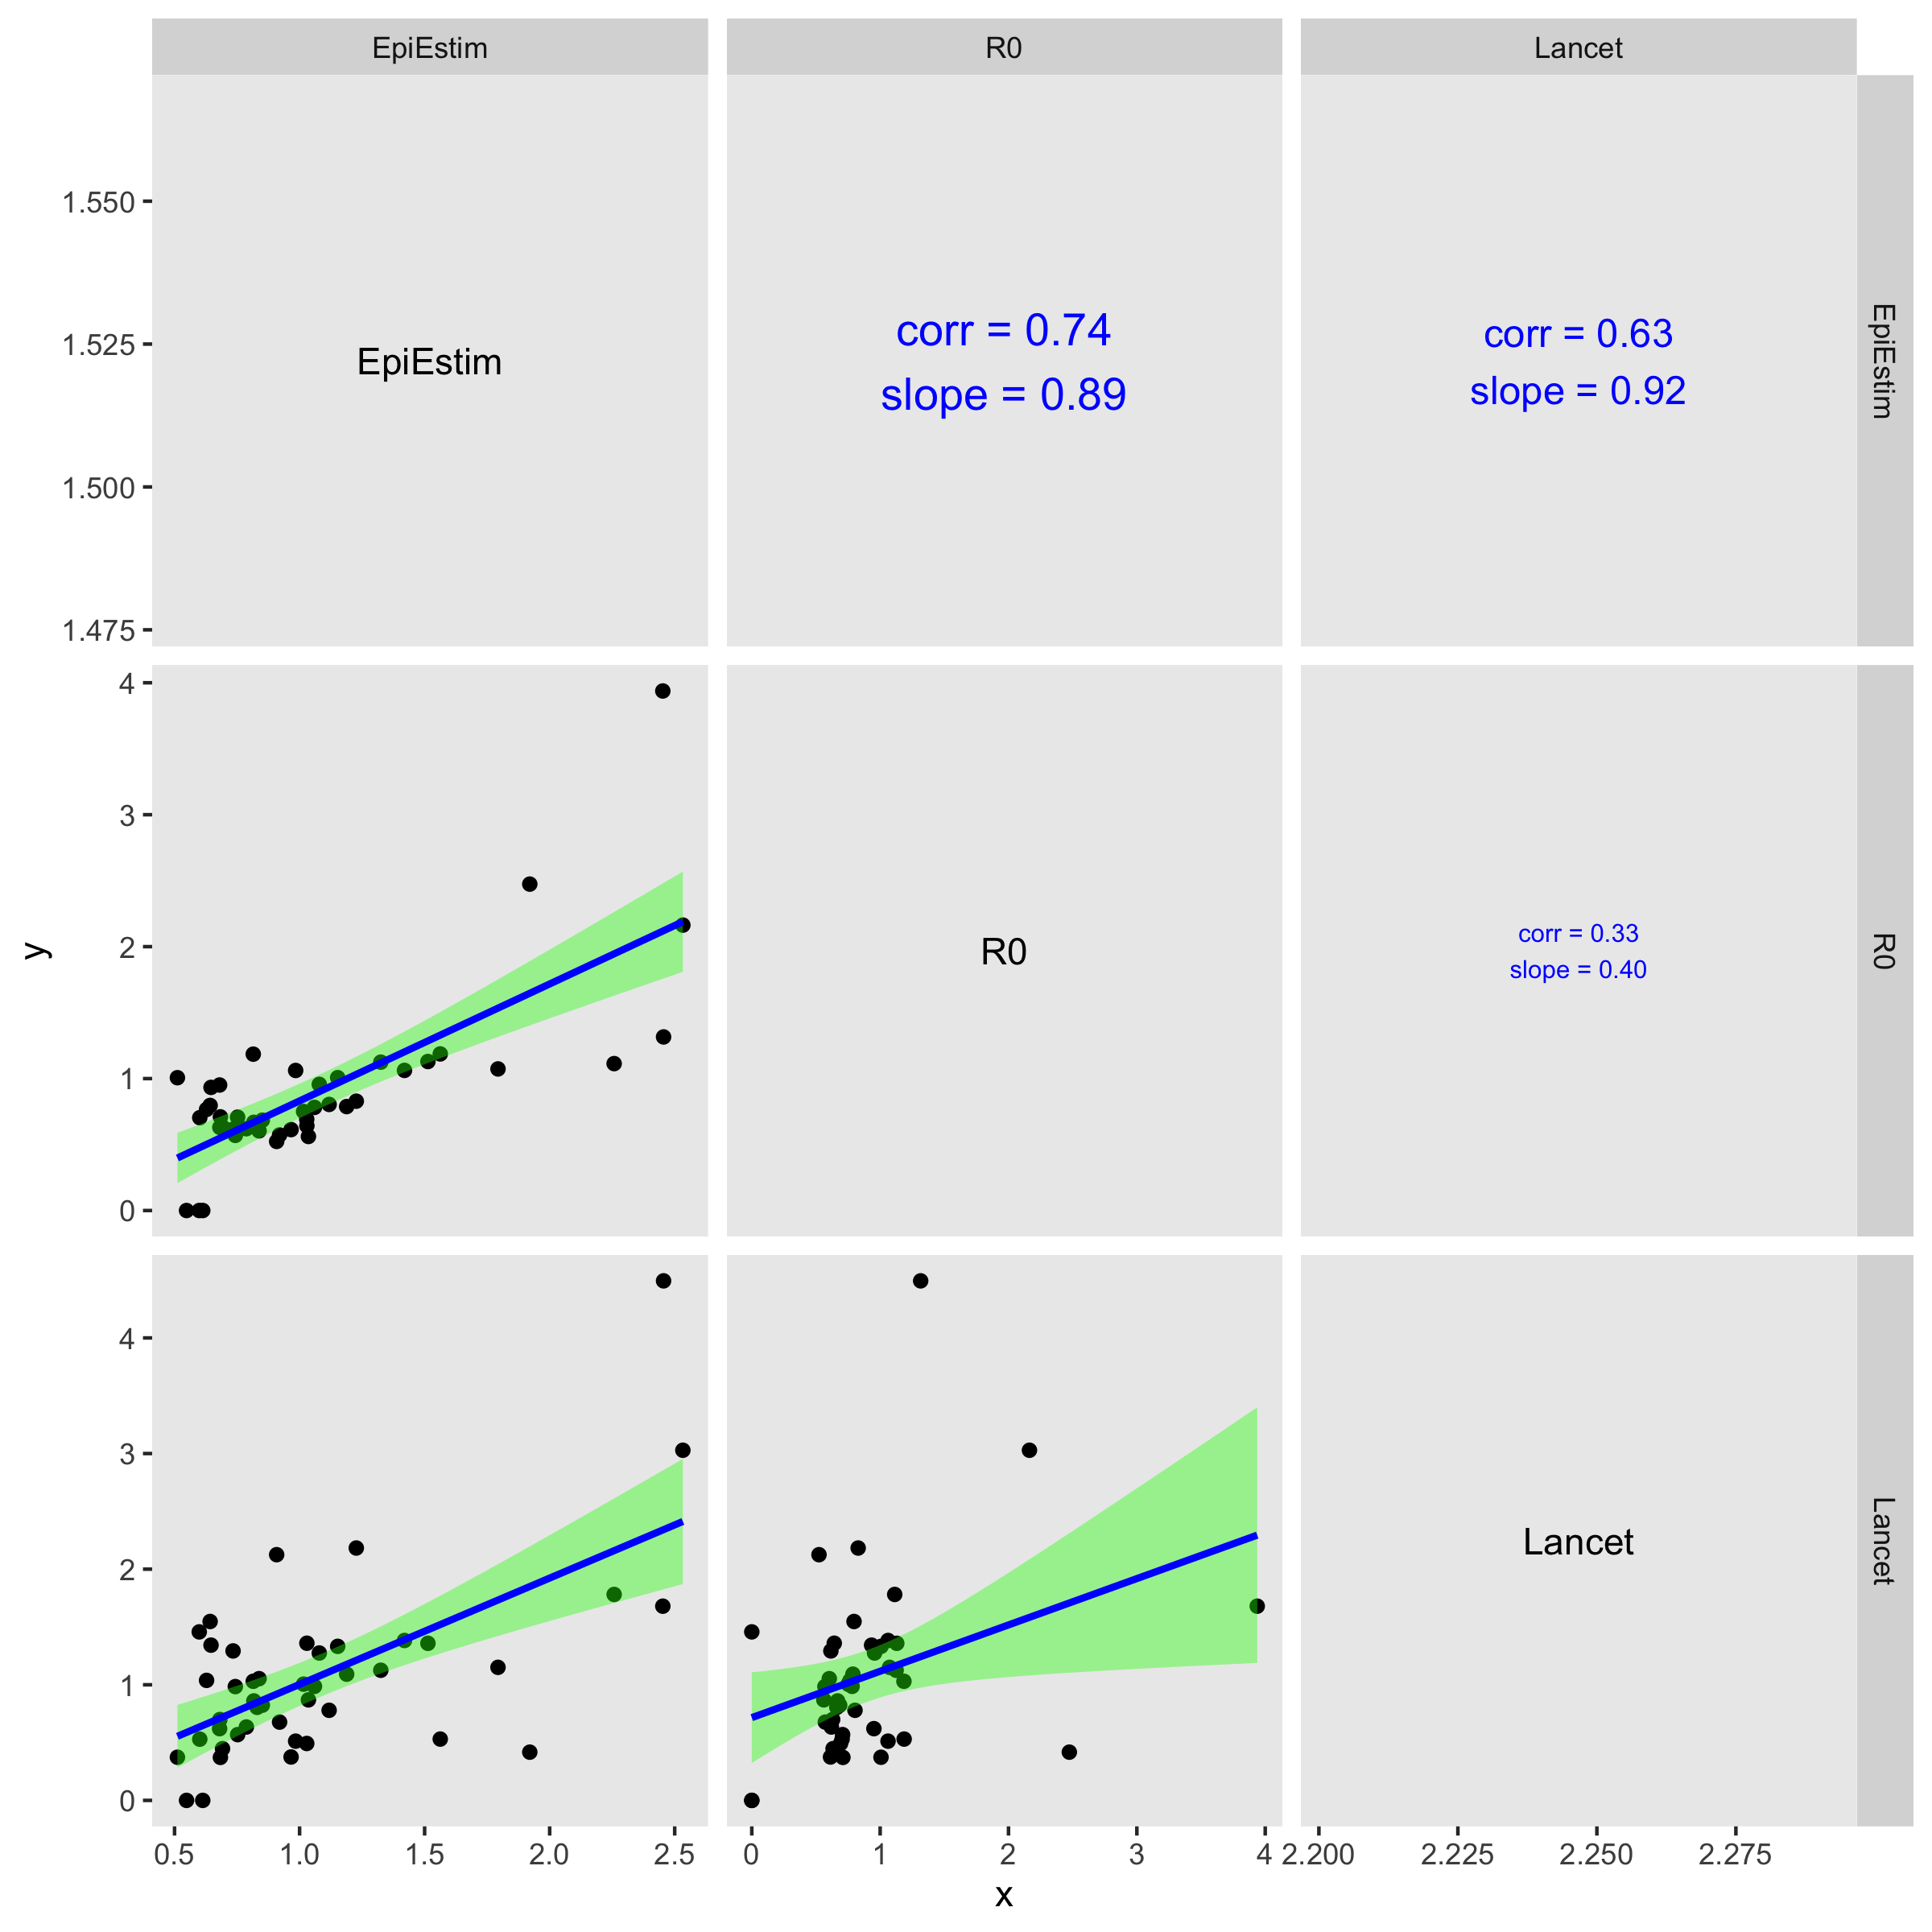 EpiEstim R0 Lancet
1.550
1.525
1.500
1.475
EpiEstim
corr = 0.74
slope = 0.89
corr = 0.63
slope = 0.92
EpiEstim
y
4
3
2
1
0
R0
corr = 0.33
slope = 0.40
R0
4
3
2
1
0
Lancet
Lancet
0.5 1.0 1.5 2.0 2.5 0 1 2 3 4 2.200 2.225 2.250 2.275
x